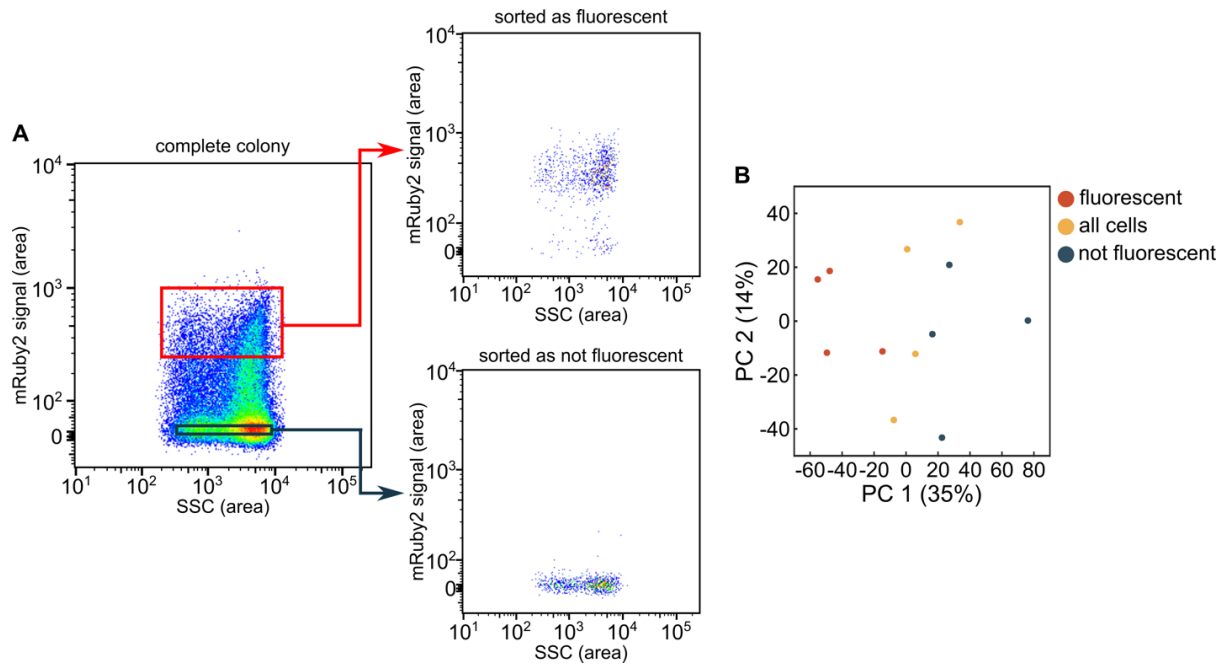 A
complete colony
mRuby2 signal (area)
10^4
10^3
10^2
0
10^1
10^2
10^3
10^4
10^5
SSC (area)
sorted as fluorescent
mRuby2 signal (area)
10^4
10^3
10^2
0
10^1
10^2
10^3
10^4
10^5
SSC (area)
sorted as not fluorescent
mRuby2 signal (area)
10^4
10^3
10^2
0
10^1
10^2
10^3
10^4
10^5
SSC (area)
B
PC 2 (14%)
40
20
0
-20
-40
-60 -40 -20 0 20 40 60 80
PC 1 (35%)
fluorescent
all cells
not fluorescent